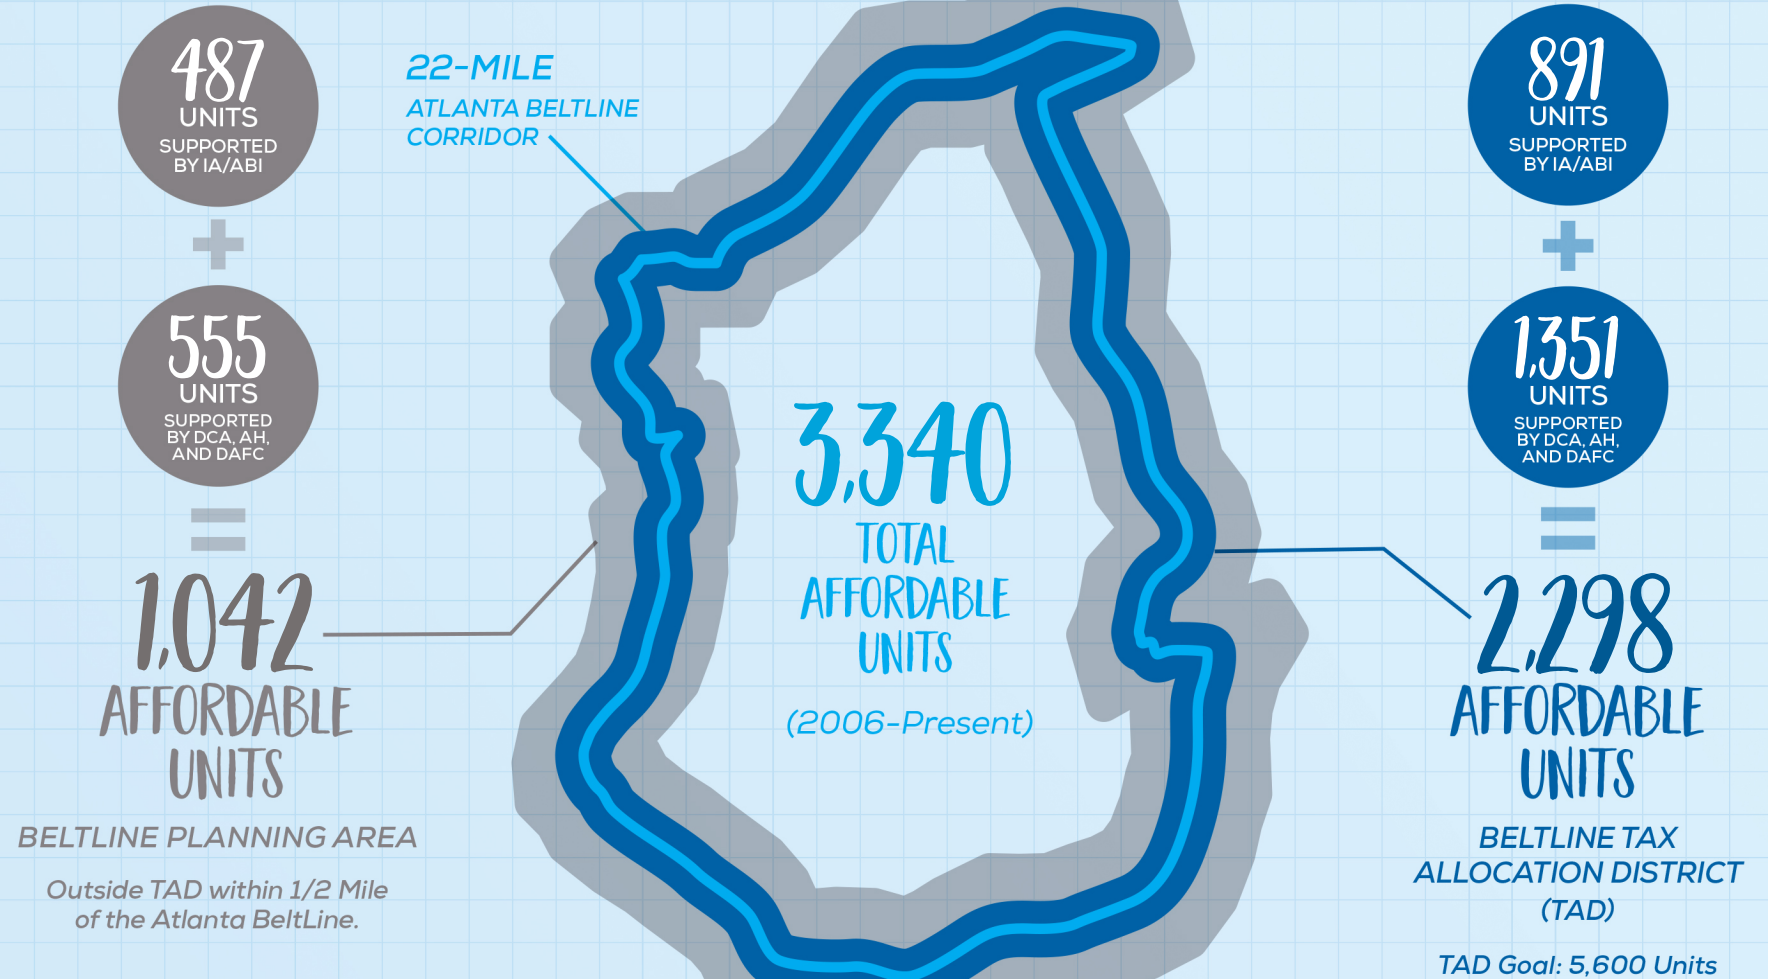 487
UNITS
SUPPORTED
BY IA/ABI
+
555
UNITS
SUPPORTED
BY DCA, AH,
AND DAFC
=
1,042
AFFORDABLE
UNITS
BELTLINE PLANNING AREA
Outside TAD within 1/2 Mile
of the Atlanta BeltLine.
22-MILE
ATLANTA BELTLINE
CORRIDOR
3,340
TOTAL
AFFORDABLE
UNITS
(2006-Present)
891
UNITS
SUPPORTED
BY IA/ABI
+
1,351
UNITS
SUPPORTED
BY DCA, AH,
AND DAFC
=
2,298
AFFORDABLE
UNITS
BELTLINE TAX
ALLOCATION DISTRICT
(TAD)
TAD Goal: 5,600 Units